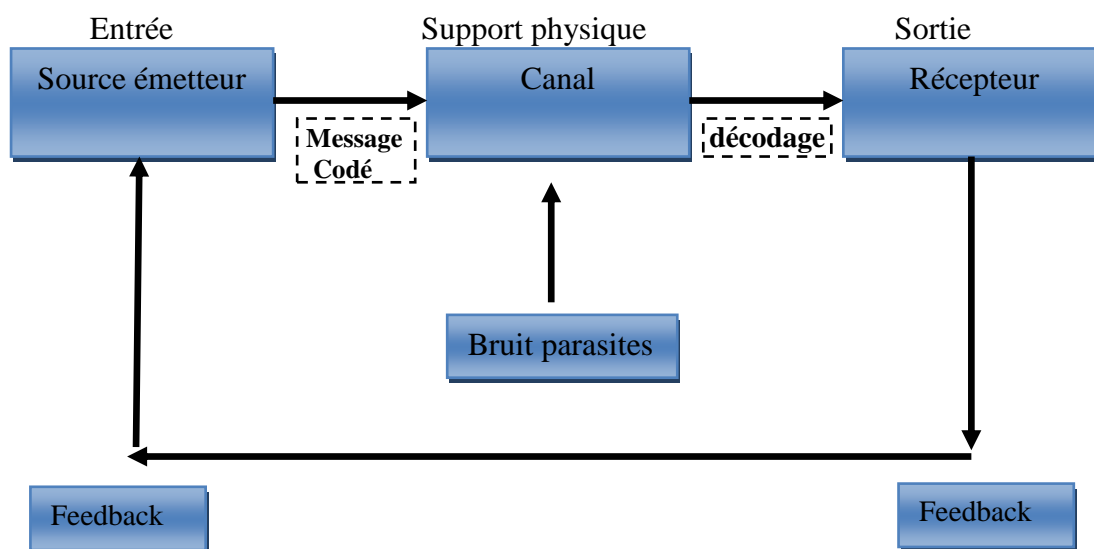 Entrée
Support physique
Sortie
Source émetteur
Canal
Récepteur
Message
Codé
décodage
Bruit parasites
Feedback
Feedback